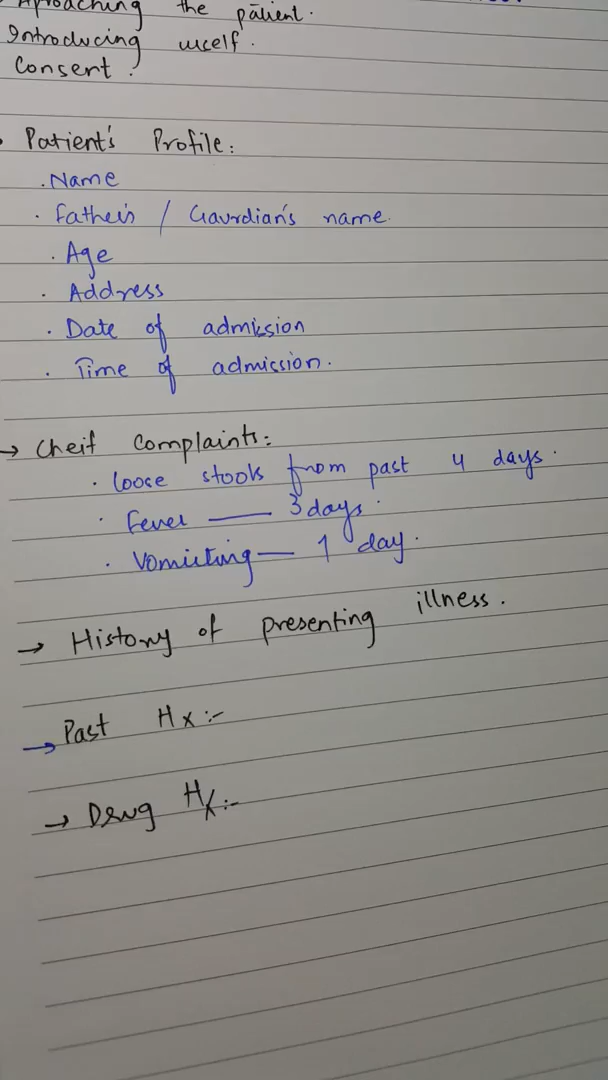 Aproaching the patient.
Introducing urself.
Consent.
Patient's Profile:
. Name
. Father's / Gaurdian's name.
. Age
. Address
. Date of admission
. Time of admission.
→ Cheif Complaints:
. loose stools from past 4 days.
. Fever — 3 days.
. Vomiting — 1 day.
→ History of presenting illness.
→ Past Hx:-
→ Drug Hx:-